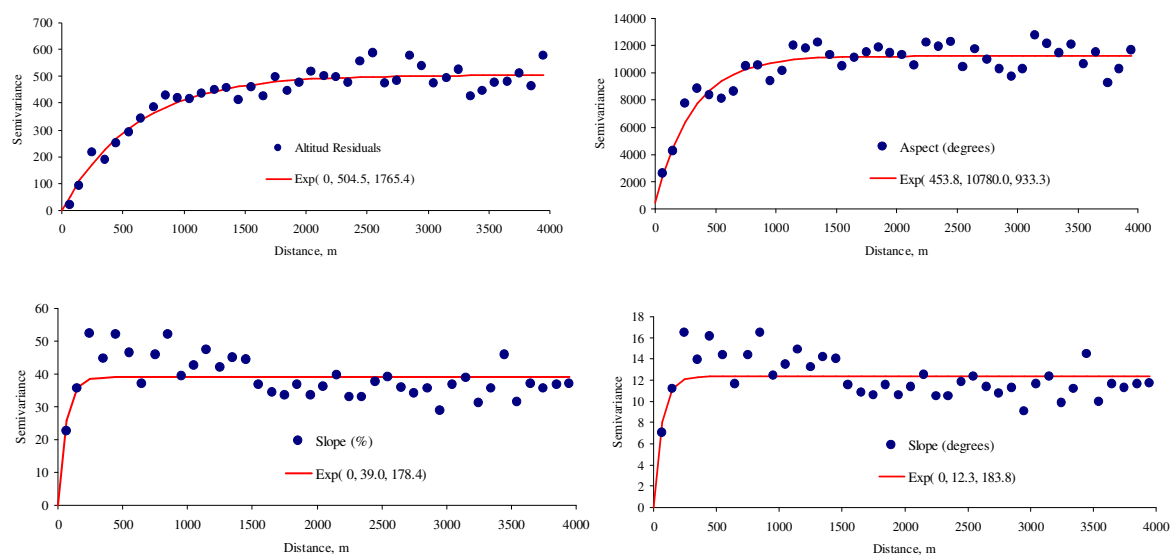 700
600
500
400
300
200
100
0
Semivariance
Altitud Residuals
Exp( 0, 504.5, 1765.4)
0 500 1000 1500 2000 2500 3000 3500 4000
Distance, m
14000
12000
10000
8000
6000
4000
2000
0
Semivariance
Aspect (degrees)
Exp( 453.8, 10780.0, 933.3)
0 500 1000 1500 2000 2500 3000 3500 4000
Distance, m
60
50
40
30
20
10
0
Semivariance
Slope (%)
Exp( 0, 39.0, 178.4)
0 500 1000 1500 2000 2500 3000 3500 4000
Distance, m
18
16
14
12
10
8
6
4
2
0
Semivariance
Slope (degrees)
Exp( 0, 12.3, 183.8)
0 500 1000 1500 2000 2500 3000 3500 4000
Distance, m